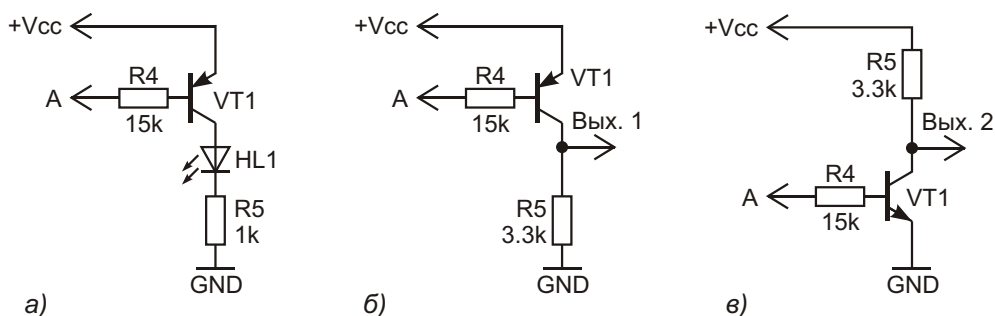 +Vcc
R4
A
VT1
15k
HL1
R5
1k
GND
а)
+Vcc
R4
A
VT1
15k
Вых. 1
R5
3.3k
GND
б)
+Vcc
R5
3.3k
Вых. 2
R4
A
VT1
15k
GND
в)